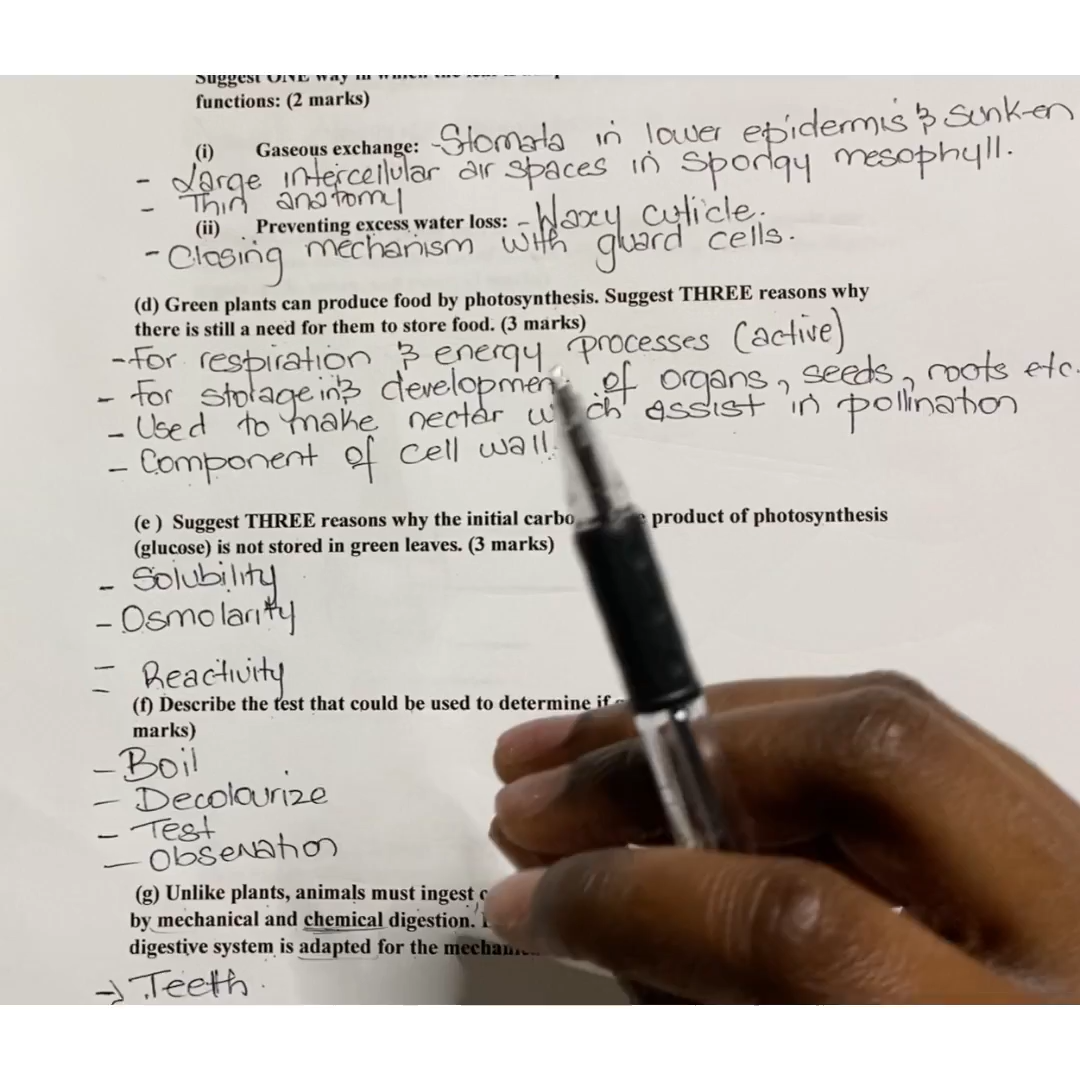 Suggest ONE way in which the
functions: (2 marks)
(i) Gaseous exchange: - Stomata in lower epidermis & sunk-en
- Large intercellular air spaces in spongy mesophyll.
- Thin anatomy
(ii) Preventing excess water loss: - Waxy cuticle.
- Closing mechanism with guard cells.
(d) Green plants can produce food by photosynthesis. Suggest THREE reasons why
there is still a need for them to store food. (3 marks)
- For respiration & energy processes (active)
- For storage in & development of organs, seeds, roots etc.
- Used to make nectar which assist in pollination
- Component of cell wall.
(e ) Suggest THREE reasons why the initial product of photosynthesis
(glucose) is not stored in green leaves. (3 marks)
- Solubility
- Osmolarity
- Reactivity
(f) Describe the test that could be used to determine if
marks)
- Boil
- Decolourize
- Test
- Observation
(g) Unlike plants, animals must ingest
by mechanical and chemical digestion.
digestive system is adapted for the
→ Teeth.